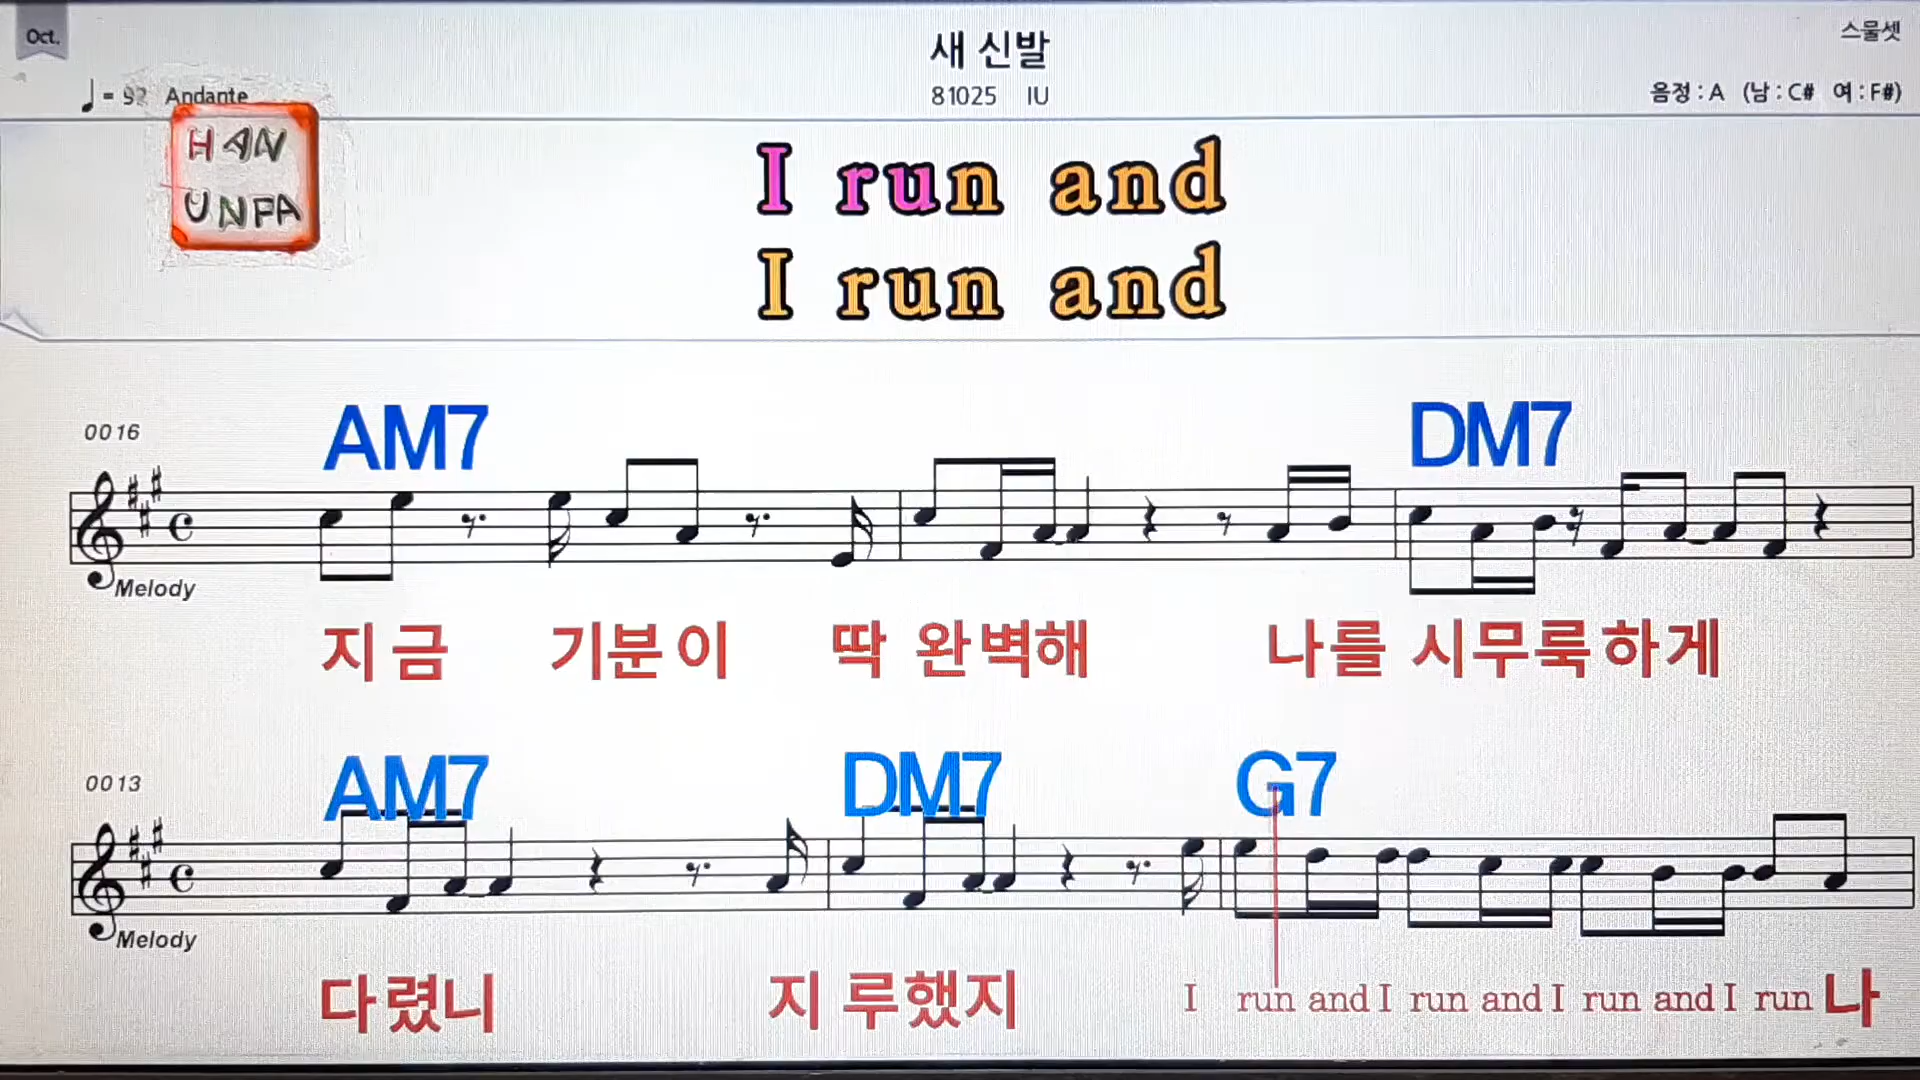 Oct.
새 신발
스물셋
♩= 92 Andante
81025 IU
음정 : A (남 : C# 여 : F#)
HAN
UNFA
I run and
I run and
0016
AM7 DM7
Melody
지금 기분이 딱 완벽해 나를 시무룩하게
0013
AM7 DM7 G7
Melody
다렸니 지루했지 I run and I run and I run and I run 나